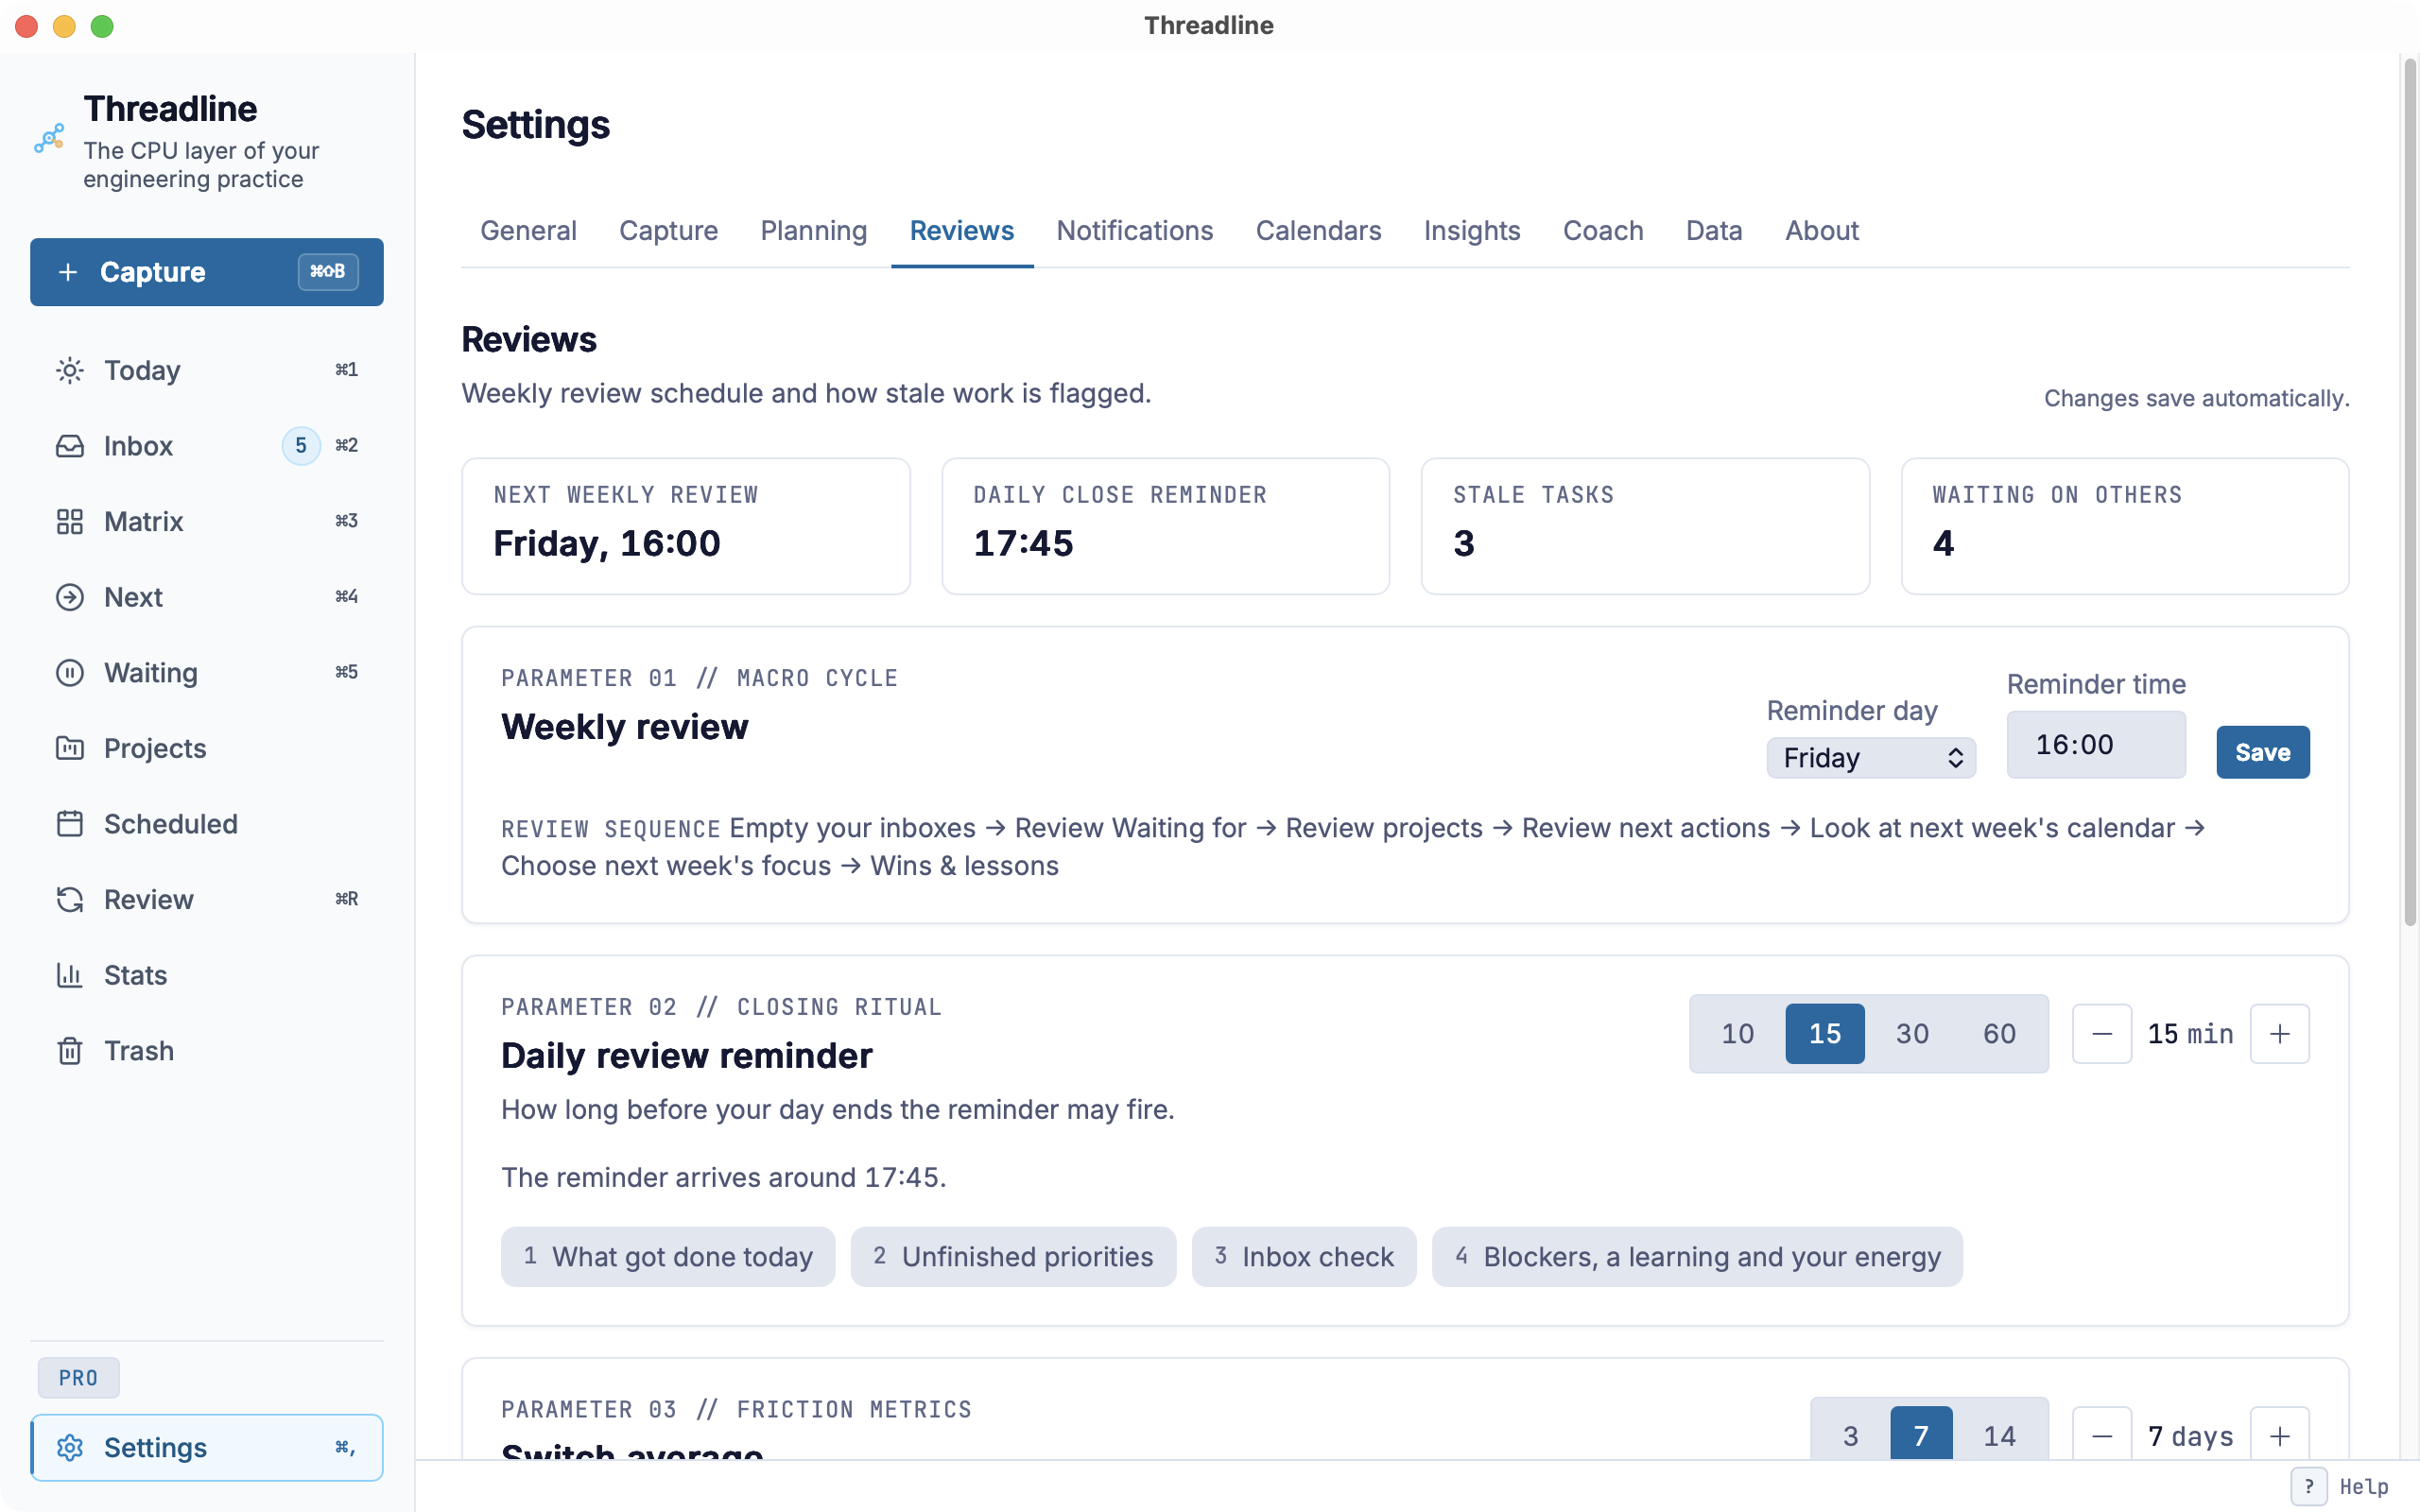 Threadline
Threadline
The CPU layer of your
engineering practice
+ Capture ⌘⇧B
Today ⌘1
Inbox 5 ⌘2
Matrix ⌘3
Next ⌘4
Waiting ⌘5
Projects
Scheduled
Review ⌘R
Stats
Trash
PRO
Settings ⌘,
Settings
General Capture Planning Reviews Notifications Calendars Insights Coach Data About
Reviews
Weekly review schedule and how stale work is flagged.
Changes save automatically.
NEXT WEEKLY REVIEW
Friday, 16:00
DAILY CLOSE REMINDER
17:45
STALE TASKS
3
WAITING ON OTHERS
4
PARAMETER 01 // MACRO CYCLE
Weekly review
Reminder day
Friday
Reminder time
16:00
Save
REVIEW SEQUENCE Empty your inboxes → Review Waiting for → Review projects → Review next actions → Look at next week's calendar →
Choose next week's focus → Wins & lessons
PARAMETER 02 // CLOSING RITUAL
Daily review reminder
10 15 30 60 — 15 min +
How long before your day ends the reminder may fire.
The reminder arrives around 17:45.
1 What got done today 2 Unfinished priorities 3 Inbox check 4 Blockers, a learning and your energy
PARAMETER 03 // FRICTION METRICS
Switch average
3 7 14 — 7 days +
? Help